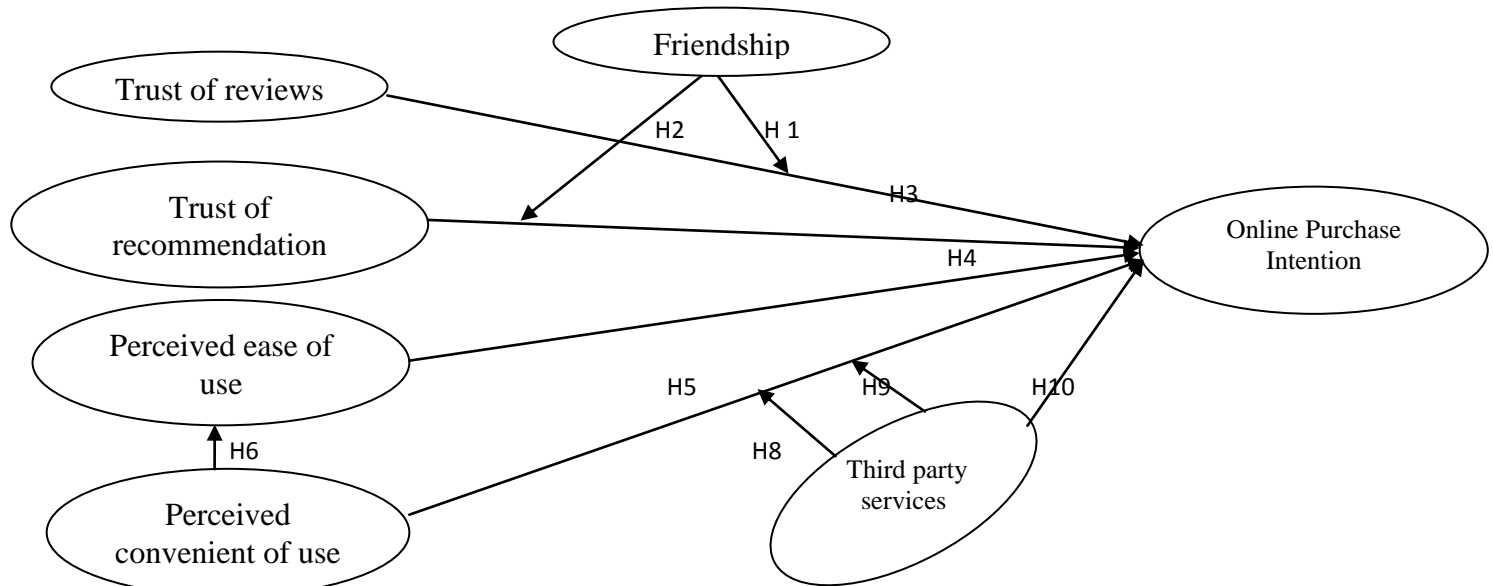 Friendship
Trust of reviews
H2
H 1
H3
Trust of
recommendation
Online Purchase
Intention
H4
Perceived ease of
use
H5
H9
H10
H6
H8
Third party
services
Perceived
convenient of use